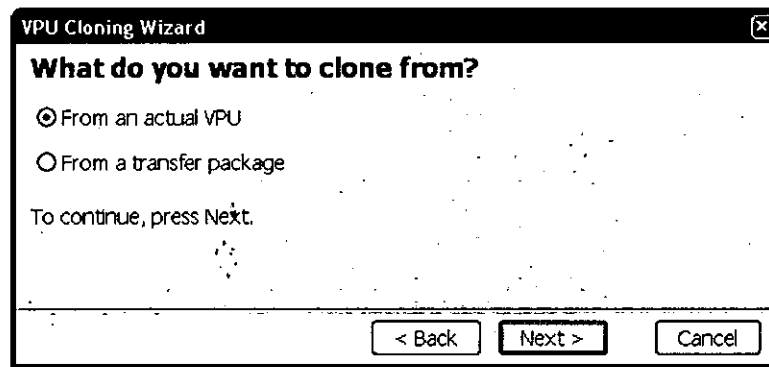 VPU Cloning Wizard
What do you want to clone from?
From an actual VPU
From a transfer package
To continue, press Next.
< Back Next > Cancel